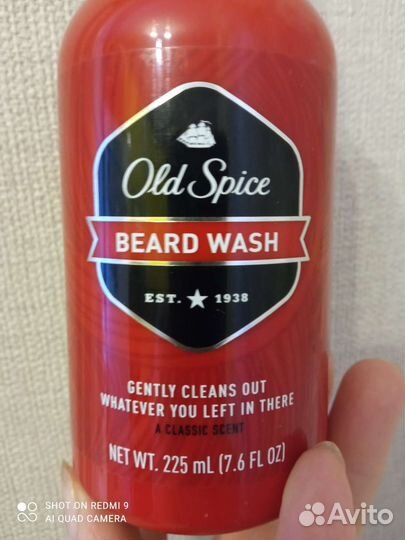 Old Spice
BEARD WASH
EST. ★ 1938
GENTLY CLEANS OUT
WHATEVER YOU LEFT IN THERE
A CLASSIC SCENT
NET WT. 225 mL (7.6 FL OZ)
SHOT ON REDMI 9
AI QUAD CAMERA
Avito